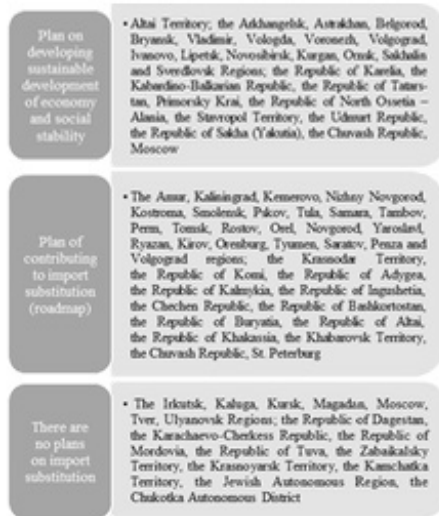 Plan on
developing
sustainable
development
of economy
and social
stability
• Altai Territory; the Arkhangelsk, Astrakhan, Belgorod,
Bryansk, Vladimir, Vologda, Voronezh, Volgograd,
Ivanovo, Lipetsk, Novosibirsk, Kurgan, Omsk, Sakhalin
and Sverdlovsk Regions; the Republic of Karelia, the
Kabardino-Balkarian Republic, the Republic of Tatars-
tan, Primorsky Krai, the Republic of North Ossetia –
Alania, the Stavropol Territory, the Udmurt Republic,
the Republic of Sakha (Yakutia), the Chuvash Republic,
Moscow
Plan of
contributing
to import
substitution
(roadmap)
• The Amur, Kaliningrad, Kemerovo, Nizhny Novgorod,
Kostroma, Smolensk, Pskov, Tula, Samara, Tambov,
Perm, Tomsk, Rostov, Orel, Novgorod, Yaroslavl,
Ryazan, Kirov, Orenburg, Tyumen, Saratov, Penza and
Volgograd regions; the Krasnodar Territory,
the Republic of Komi, the Republic of Adygea,
the Republic of Kalmykia, the Republic of Ingushetia,
the Chechen Republic, the Republic of Bashkortostan,
the Republic of Buryatia, the Republic of Altai,
the Republic of Khakassia, the Khabarovsk Territory,
the Chuvash Republic, St. Peterburg
There are
no plans
on import
substitution
• The Irkutsk, Kaluga, Kursk, Magadan, Moscow,
Tver, Ulyanovsk Regions; the Republic of Dagestan,
the Karachaevo-Cherkess Republic, the Republic of
Mordovia, the Republic of Tuva, the Zabaikalsky
Territory, the Krasnoyarsk Territory, the Kamchatka
Territory, the Jewish Autonomous Region, the
Chukotka Autonomous District